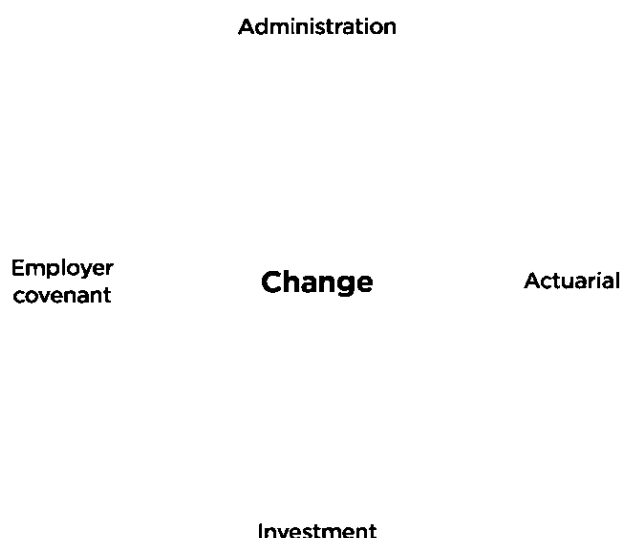 Administration
Employer
covenant
Change
Actuarial
Investment